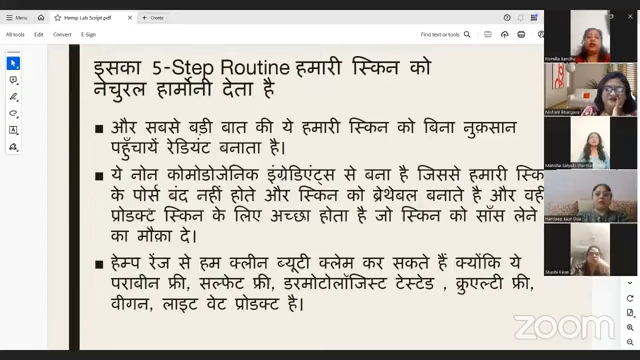 Menu
Hemp Lab Script.pdf
+ Create
All tools Edit Convert E-Sign
Find text or tools
इसका 5-Step Routine हमारी स्किन को
नेचुरल हार्मोनी देता है
और सबसे बड़ी बात की ये हमारी स्किन को बिना नुक़सान
पहुँचायें रेडियंट बनाता है।
ये नोन कोमोडोजेनिक इंग्रेडिएंट्स से बना है जिससे हमारी स्कि
के पोर्स बंद नहीं होते और स्किन को ब्रेथेबल बनाते है और वही
प्रोडक्ट स्किन के लिए अच्छा होता है जो स्किन को साँस लेने
का मौक़ा दे।
हेम्प रेंज से हम क्लीन ब्यूटी क्लेम कर सकते हैं क्योंकि ये
पराबीन फ्री, सल्फेट फ्री, डरमोटोलॉजिस्ट टेस्टेड , क्रुएल्टी फ्री,
वीगन, लाइट वेट प्रोडक्ट है।
Nishant Bhargava
zoom